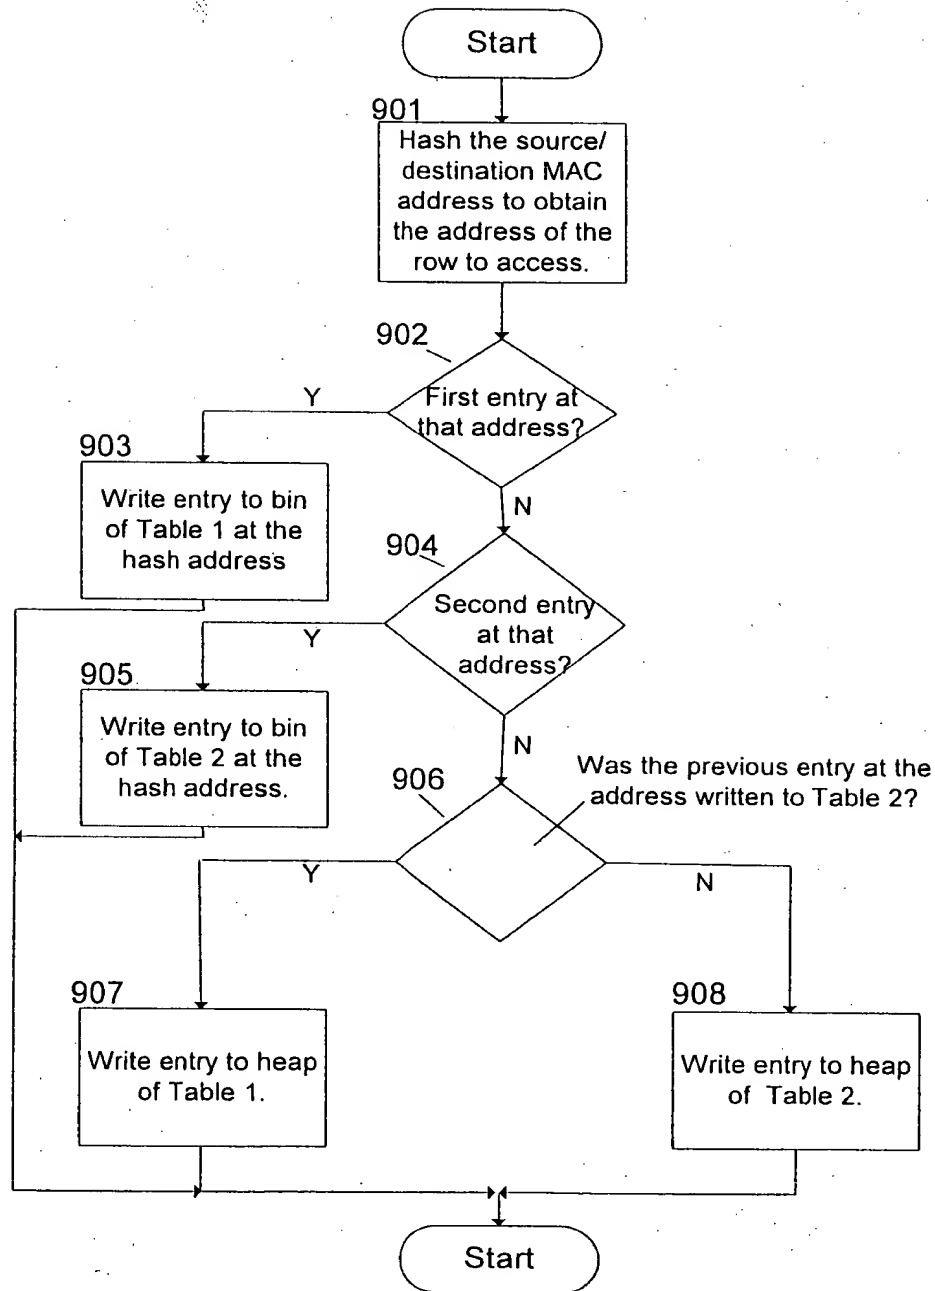 Start
901
Hash the source/
destination MAC
address to obtain
the address of the
row to access.
902
First entry at
that address?
Y
N
903
Write entry to bin
of Table 1 at the
hash address
904
Second entry
at that
address?
Y
N
905
Write entry to bin
of Table 2 at the
hash address.
906
Was the previous entry at the
address written to Table 2?
Y
N
907
Write entry to heap
of Table 1.
908
Write entry to heap
of Table 2.
Start